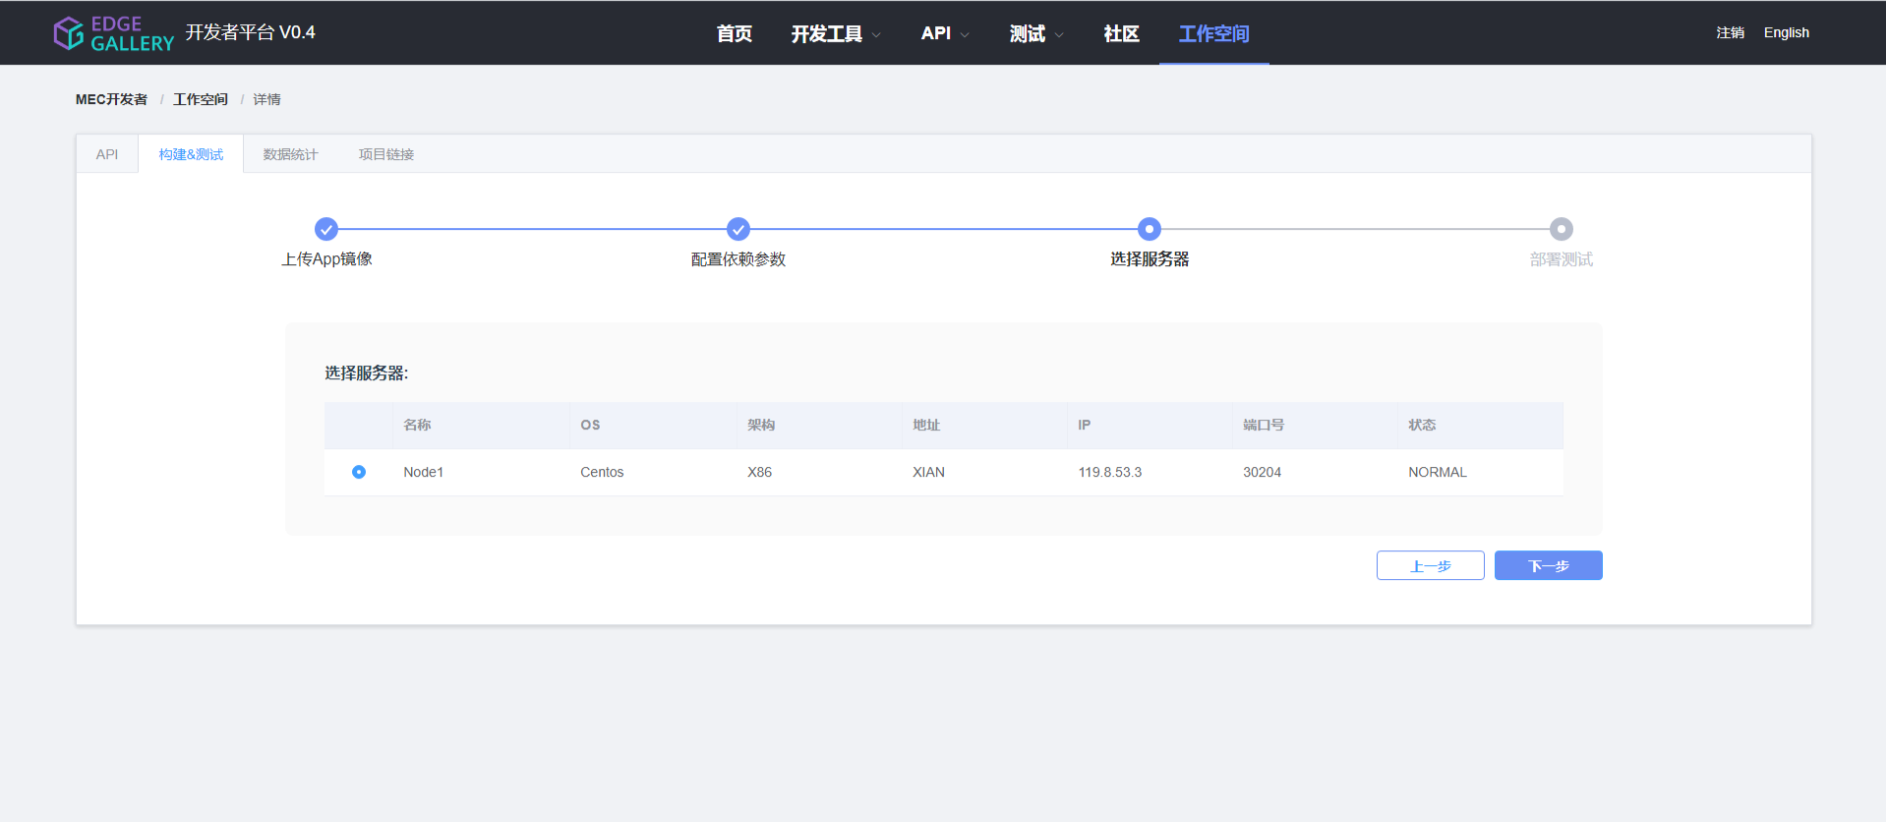 EDGE
GALLERY
开发者平台 V0.4
首页 开发工具 API 测试 社区 工作空间
注销 English
MEC开发者 / 工作空间 / 详情
API 构建&测试 数据统计 项目链接
上传App镜像 配置依赖参数 选择服务器 部署测试
选择服务器:
名称 OS 架构 地址 IP 端口号 状态
Node1 Centos X86 XIAN 119.8.53.3 30204 NORMAL
上一步 下一步